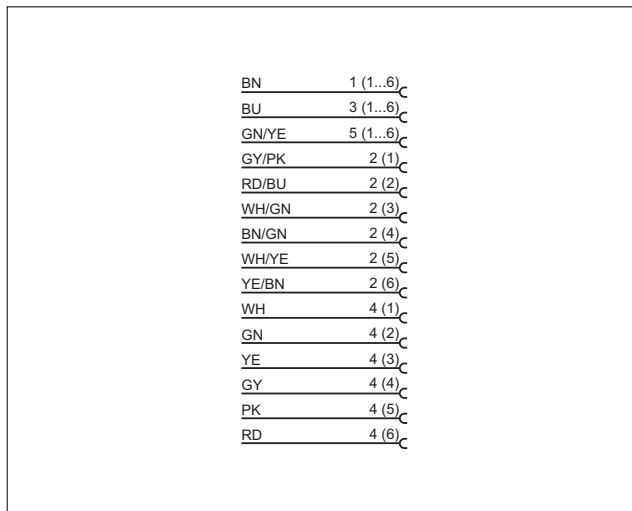 BN 1 (1...6)
BU 3 (1...6)
GN/YE 5 (1...6)
GY/PK 2 (1)
RD/BU 2 (2)
WH/GN 2 (3)
BN/GN 2 (4)
WH/YE 2 (5)
YE/BN 2 (6)
WH 4 (1)
GN 4 (2)
YE 4 (3)
GY 4 (4)
PK 4 (5)
RD 4 (6)